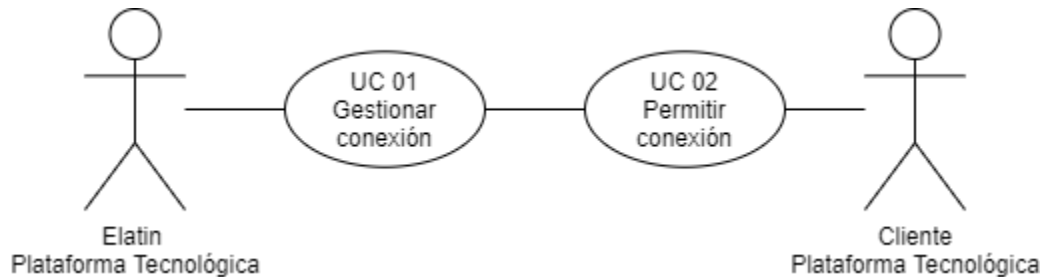 UC 01
Gestionar
conexión
UC 02
Permitir
conexión
Elatin
Plataforma Tecnológica
Cliente
Plataforma Tecnológica